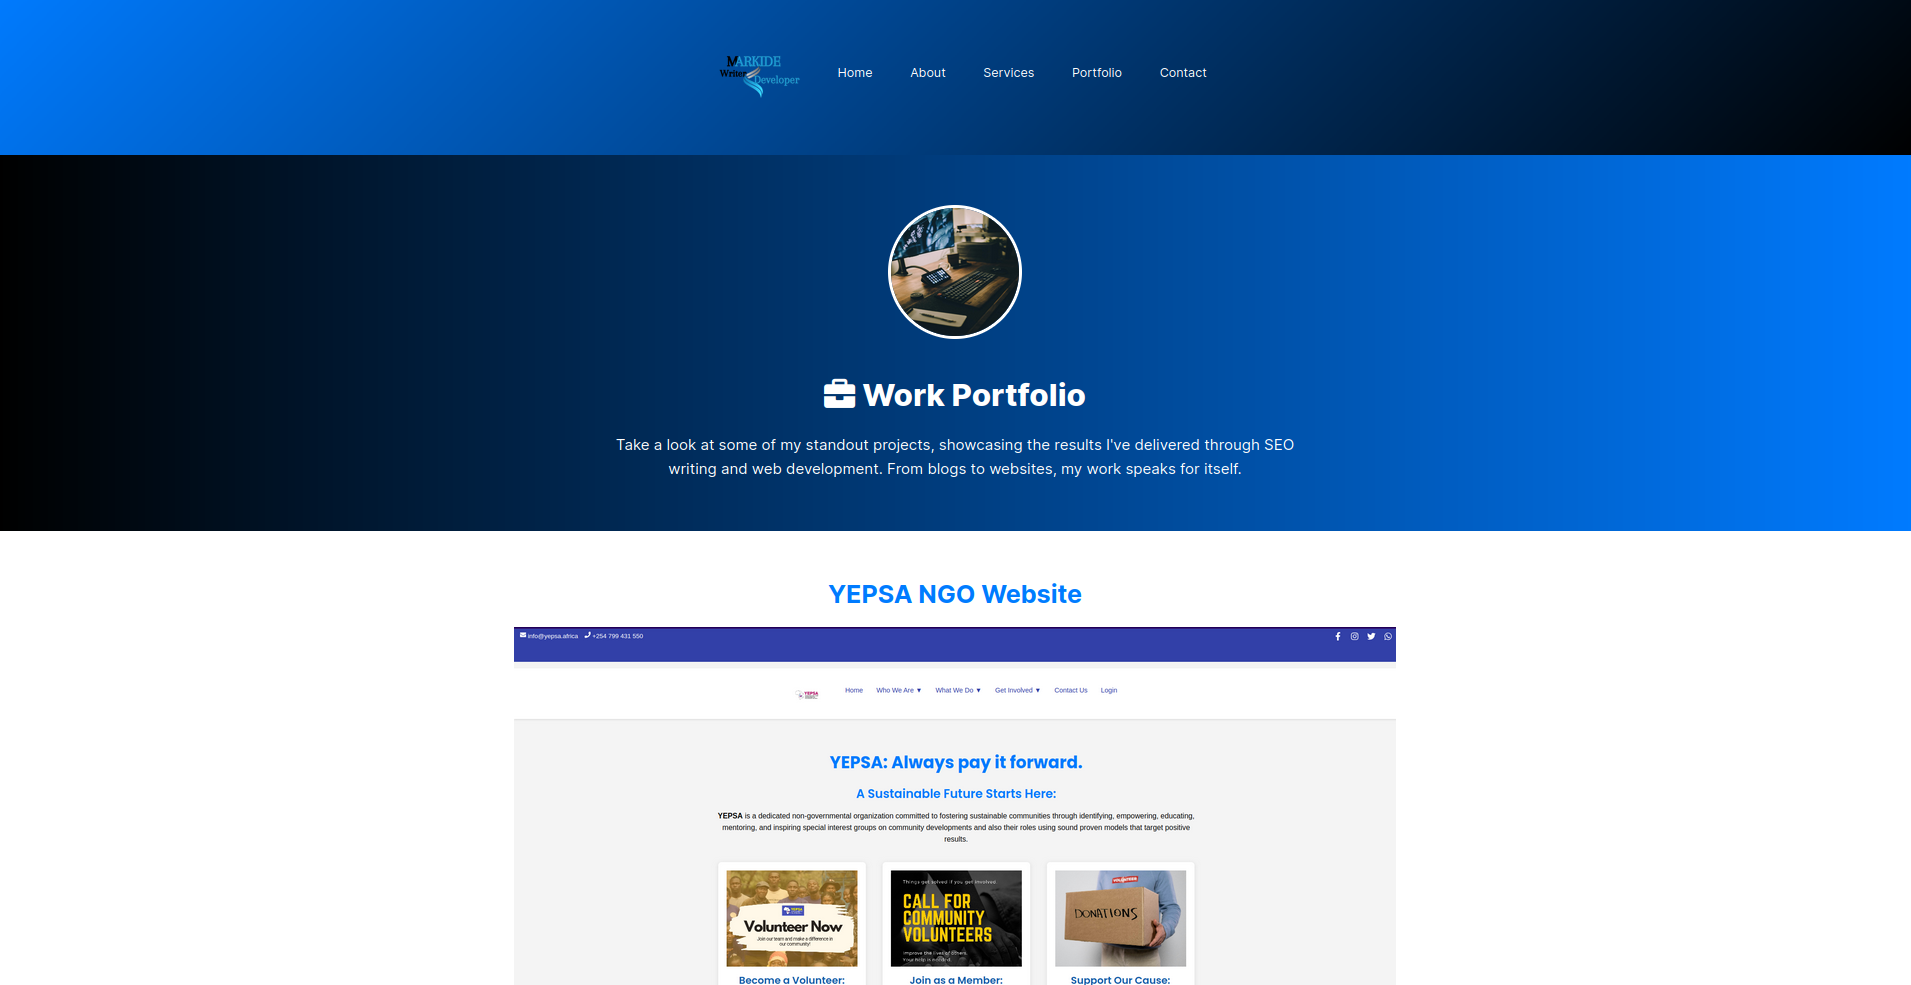 MARKIDE
Writer
Developer
Home About Services Portfolio Contact
Work Portfolio
Take a look at some of my standout projects, showcasing the results I've delivered through SEO
writing and web development. From blogs to websites, my work speaks for itself.
YEPSA NGO Website
info@yepsa.africa +254 799 431 550
YEPSA
Home Who We Are ▼ What We Do ▼ Get Involved ▼ Contact Us Login
YEPSA: Always pay it forward.
A Sustainable Future Starts Here:
YEPSA is a dedicated non-governmental organization committed to fostering sustainable communities through identifying, empowering, educating,
mentoring, and inspiring special interest groups on community developments and also their roles using sound proven models that target positive
results.
YEPSA
Volunteer Now
Join our team and make a difference in
our community!
Become a Volunteer:
Things get solved if you get involved.
CALL FOR
COMMUNITY
VOLUNTEERS
Improve the lives of others.
Your help is needed.
Join as a Member:
VOLUNTEER
DONATIONS
Support Our Cause: